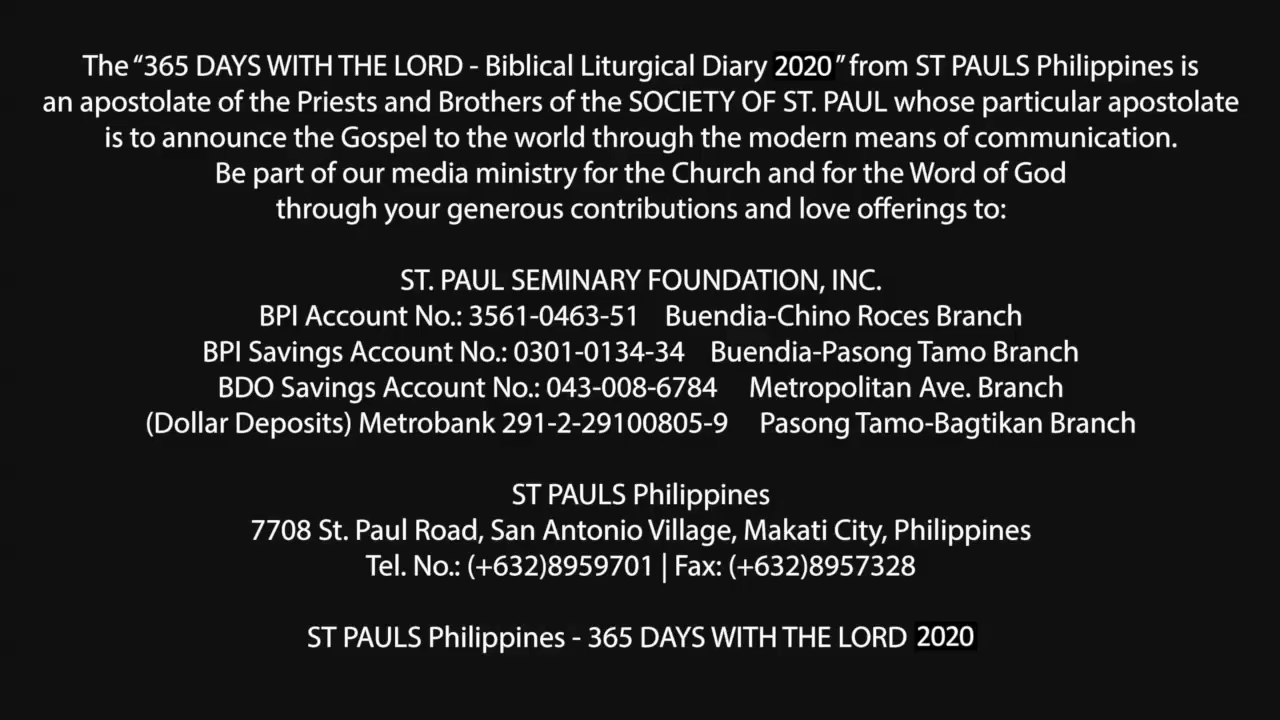 The “365 DAYS WITH THE LORD - Biblical Liturgical Diary 2020” from ST PAULS Philippines is
an apostolate of the Priests and Brothers of the SOCIETY OF ST. PAUL whose particular apostolate
is to announce the Gospel to the world through the modern means of communication.
Be part of our media ministry for the Church and for the Word of God
through your generous contributions and love offerings to:
ST. PAUL SEMINARY FOUNDATION, INC.
BPI Account No.: 3561-0463-51 Buendia-Chino Roces Branch
BPI Savings Account No.: 0301-0134-34 Buendia-Pasong Tamo Branch
BDO Savings Account No.: 043-008-6784 Metropolitan Ave. Branch
(Dollar Deposits) Metrobank 291-2-29100805-9 Pasong Tamo-Bagtikan Branch
ST PAULS Philippines
7708 St. Paul Road, San Antonio Village, Makati City, Philippines
Tel. No.: (+632)8959701 | Fax: (+632)8957328
ST PAULS Philippines - 365 DAYS WITH THE LORD 2020